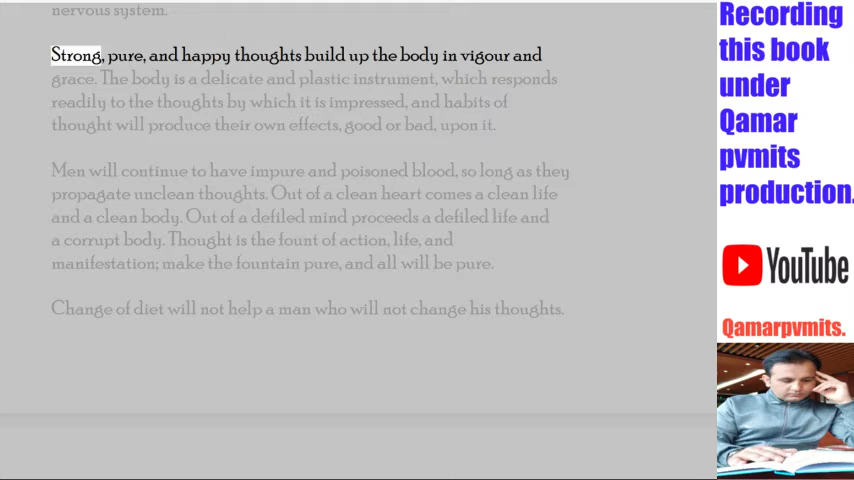 nervous system.
Strong, pure, and happy thoughts build up the body in vigour and
grace. The body is a delicate and plastic instrument, which responds
readily to the thoughts by which it is impressed, and habits of
thought will produce their own effects, good or bad, upon it.
Men will continue to have impure and poisoned blood, so long as they
propagate unclean thoughts. Out of a clean heart comes a clean life
and a clean body. Out of a defiled mind proceeds a defiled life and
a corrupt body. Thought is the fount of action, life, and
manifestation; make the fountain pure, and all will be pure.
Change of diet will not help a man who will not change his thoughts.
Recording
this book
under
Qamar
pvmits
production.
YouTube
Qamarpvmits.